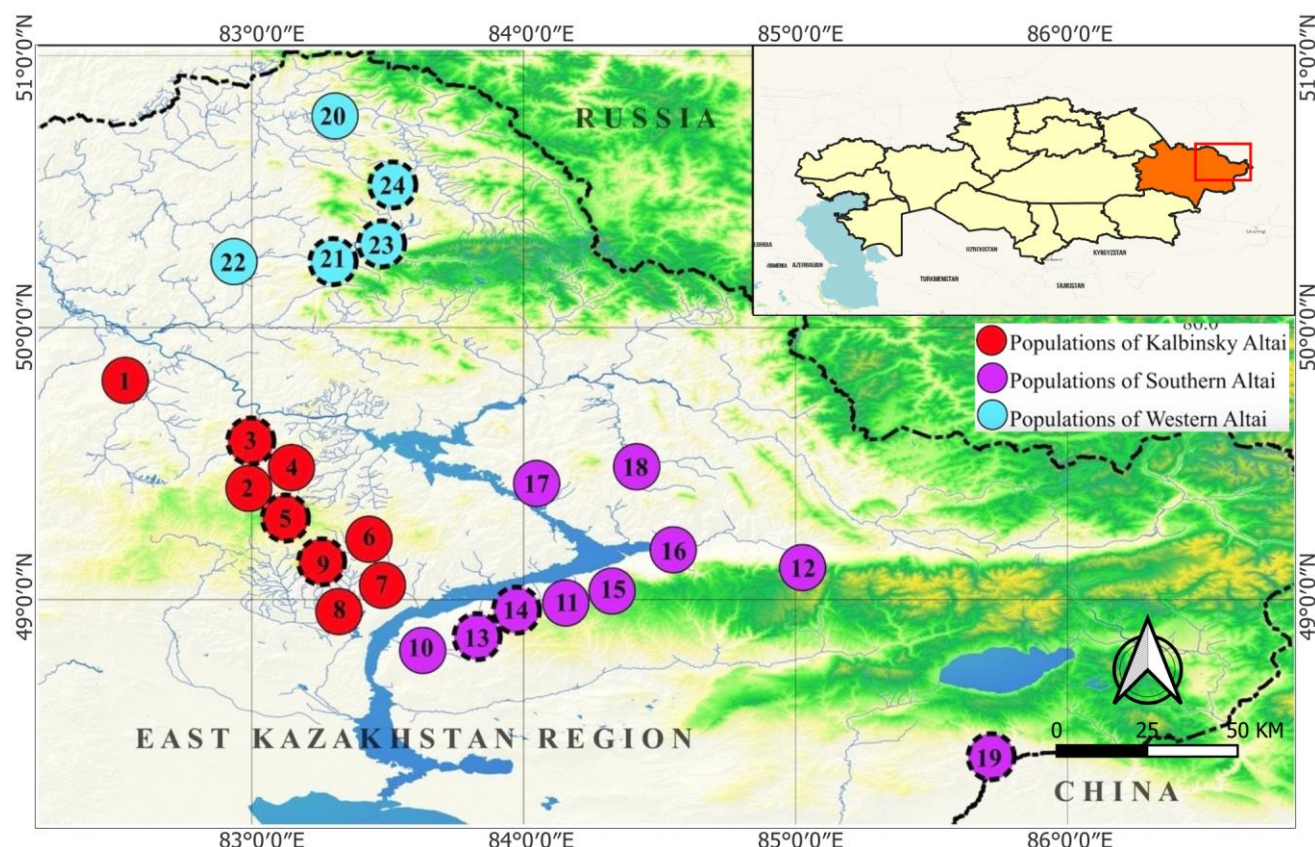 83°0′0″E 84°0′0″E 85°0′0″E 86°0′0″E
51°0′0″N
51°0′0″N
RUSSIA
20
24
23
21
22
UZBEKISTAN
KYRGYZSTAN
ARMENIA
AZERBAIJAN
TURKMENISTAN
TAJIKISTAN
50°0′0″N
50°0′0″N
Populations of Kalbinsky Altai
Populations of Southern Altai
Populations of Western Altai
1
3
4
2
5
6
9
7
8
18
17
16
12
15
11
14
13
10
49°0′0″N
49°0′0″N
EAST KAZAKHSTAN REGION
0 25 50 KM
19
CHINA
83°0′0″E 84°0′0″E 85°0′0″E 86°0′0″E